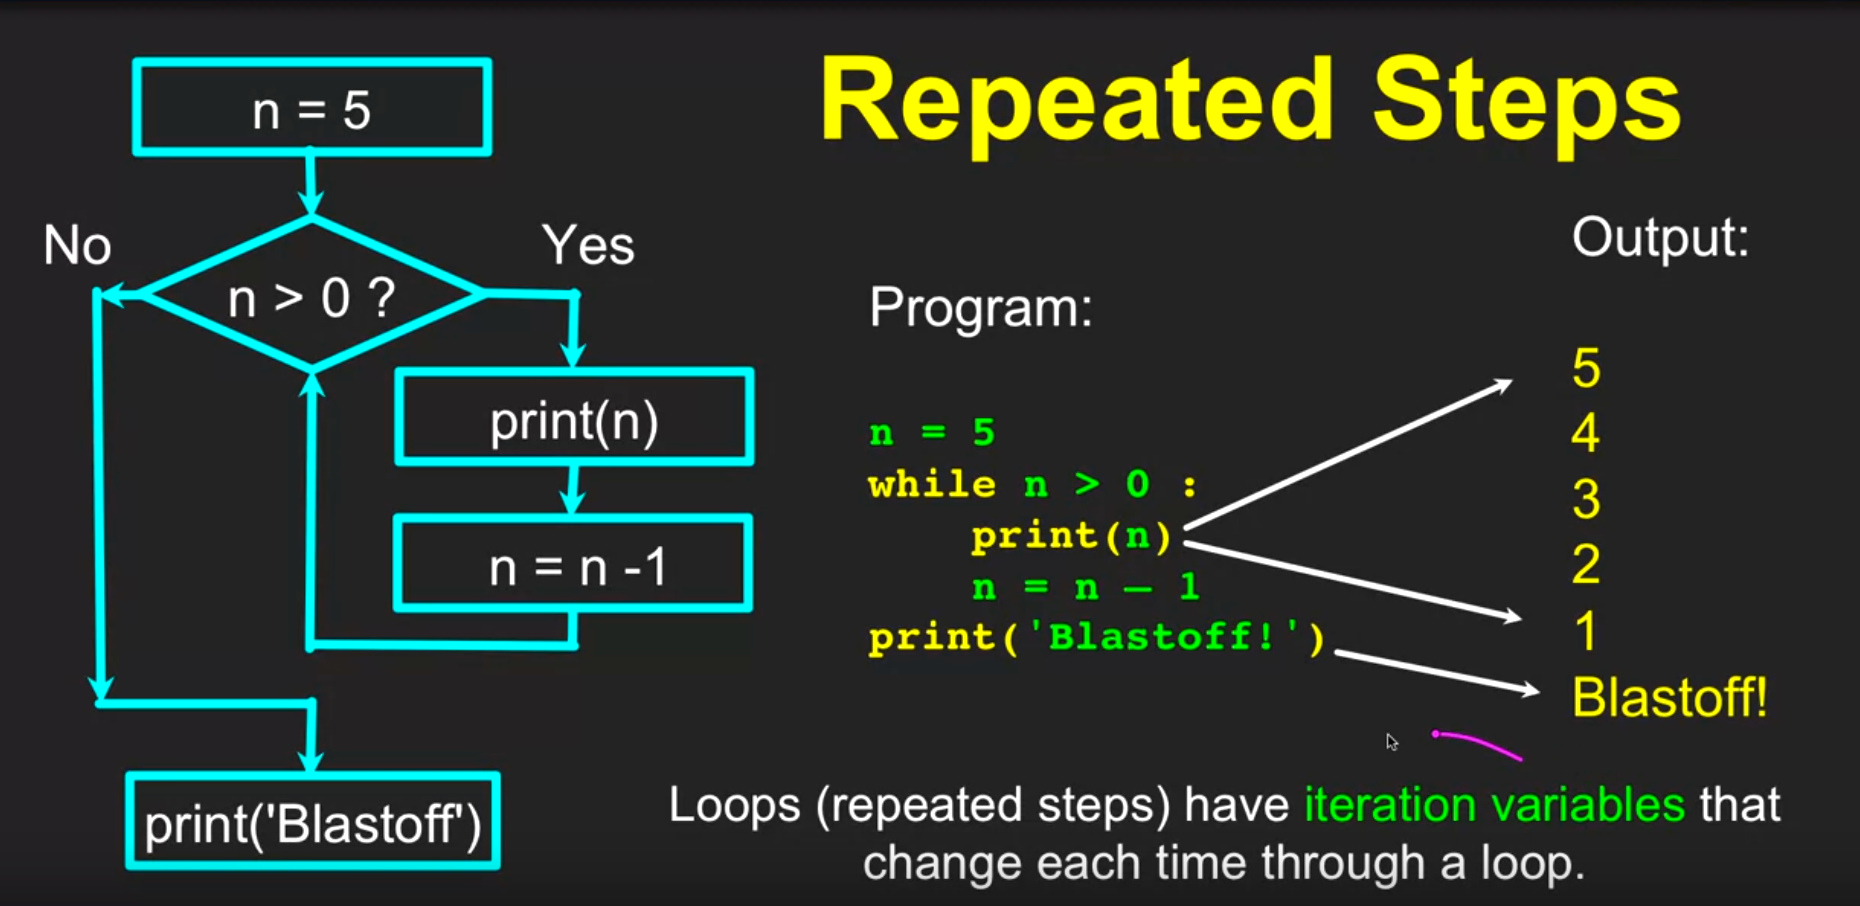 Repeated Steps
n = 5
No
Yes
n > 0 ?
print(n)
n = n -1
print('Blastoff')
Program:
n = 5
while n > 0 :
    print(n)
    n = n – 1
print('Blastoff!')
Output:
5
4
3
2
1
Blastoff!
Loops (repeated steps) have iteration variables that
change each time through a loop.